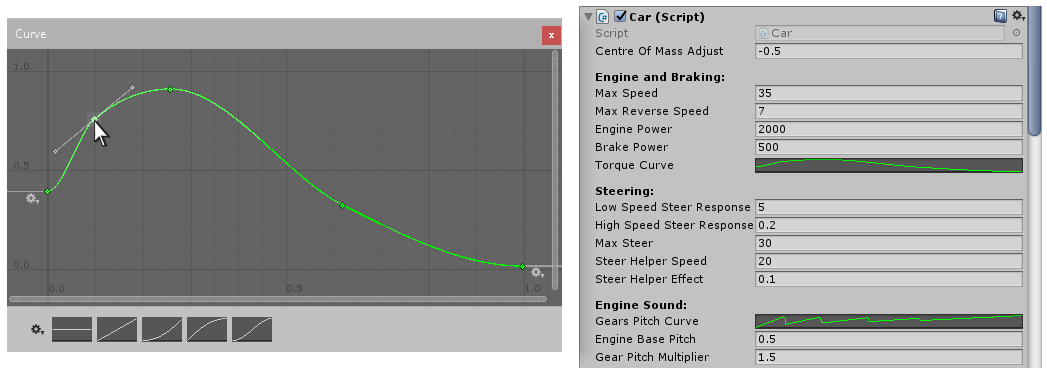 Curve
x
1.0
0.5
0.0
0.0
0.5
1.0
Car (Script)
Script
Car
Centre Of Mass Adjust
-0.5
Engine and Braking:
Max Speed
35
Max Reverse Speed
7
Engine Power
2000
Brake Power
500
Torque Curve
Steering:
Low Speed Steer Response
5
High Speed Steer Response
0.2
Max Steer
30
Steer Helper Speed
20
Steer Helper Effect
0.1
Engine Sound:
Gears Pitch Curve
Engine Base Pitch
0.5
Gear Pitch Multiplier
1.5